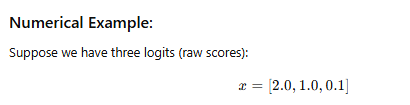 Numerical Example:
Suppose we have three logits (raw scores):
x = [2.0, 1.0, 0.1]